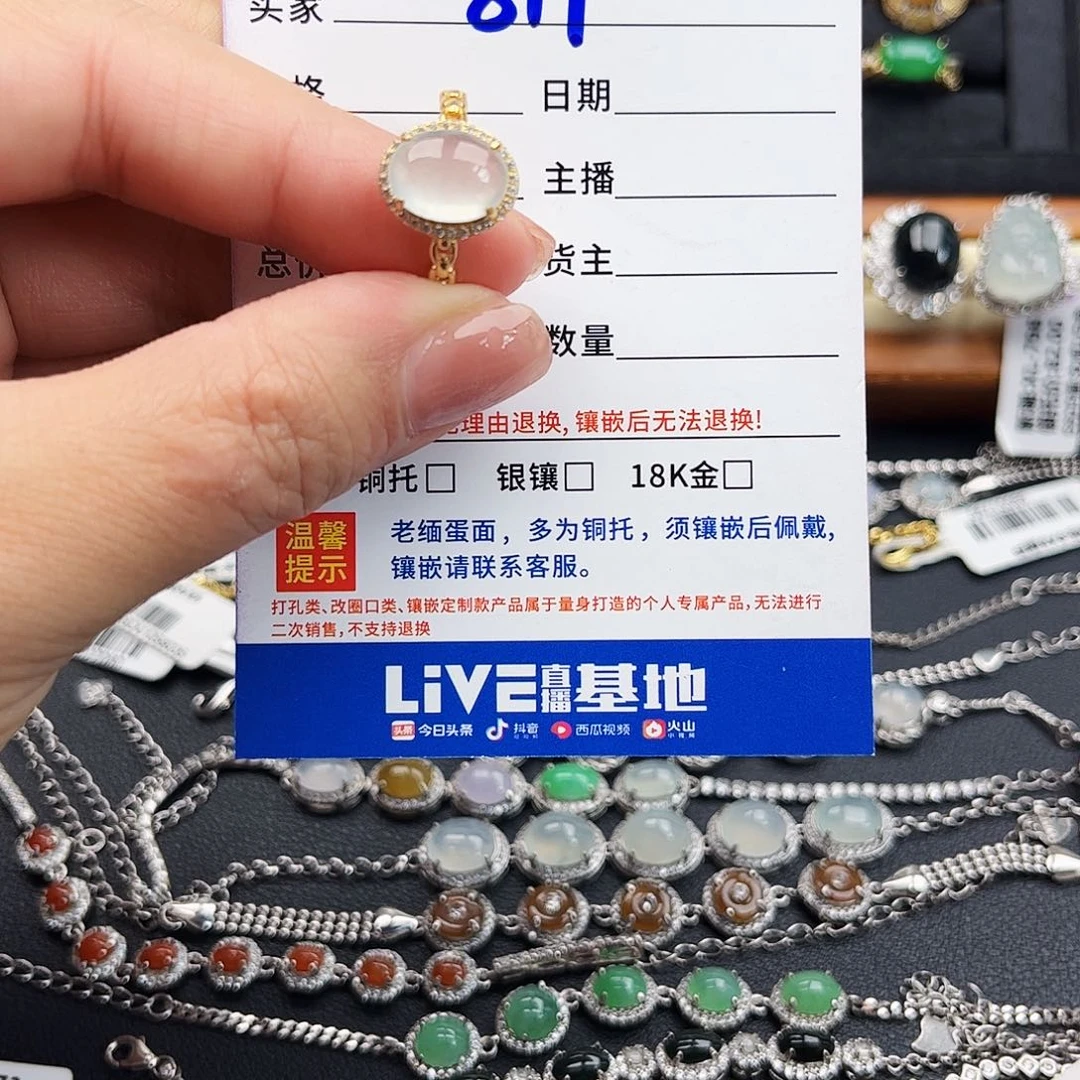 买家
日期
格
主播
总价
货主
数量
理由退换，镶嵌后无法退换!
铜托□ 银镶□ 18K金□
温馨
提示
老缅蛋面，多为铜托，须镶嵌后佩戴，
镶嵌请联系客服。
打孔类、改圈口类、镶嵌定制款产品属于量身打造的个人专属产品，无法进行
二次销售，不支持退换
LiVE直播基地
头条 今日头条 抖音 西瓜视频 火山